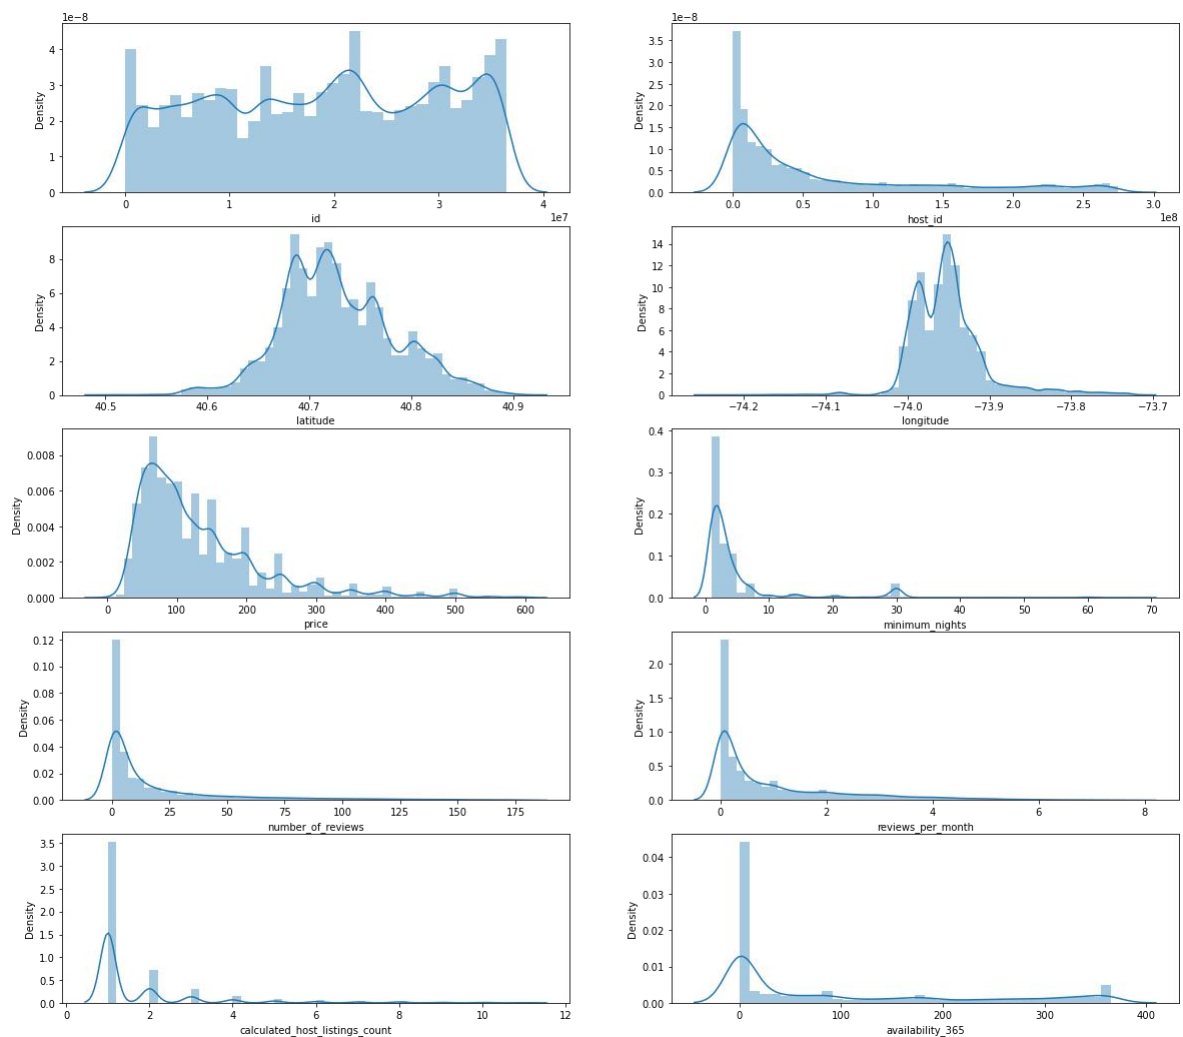 1e−8
Density
4
3
2
1
0
0 1 2 3 4
id
1e7
1e−8
Density
3.5
3.0
2.5
2.0
1.5
1.0
0.5
0.0
0.0 0.5 1.0 1.5 2.0 2.5 3.0
host_id
1e8
Density
8
6
4
2
0
40.5 40.6 40.7 40.8 40.9
latitude
Density
14
12
10
8
6
4
2
0
−74.2 −74.1 −74.0 −73.9 −73.8 −73.7
longitude
Density
0.008
0.006
0.004
0.002
0.000
0 100 200 300 400 500 600
price
Density
0.4
0.3
0.2
0.1
0.0
0 10 20 30 40 50 60 70
minimum_nights
Density
0.12
0.10
0.08
0.06
0.04
0.02
0.00
0 25 50 75 100 125 150 175
number_of_reviews
Density
2.0
1.5
1.0
0.5
0.0
0 2 4 6 8
reviews_per_month
Density
3.5
3.0
2.5
2.0
1.5
1.0
0.5
0.0
0 2 4 6 8 10 12
calculated_host_listings_count
Density
0.04
0.03
0.02
0.01
0.00
0 100 200 300 400
availability_365